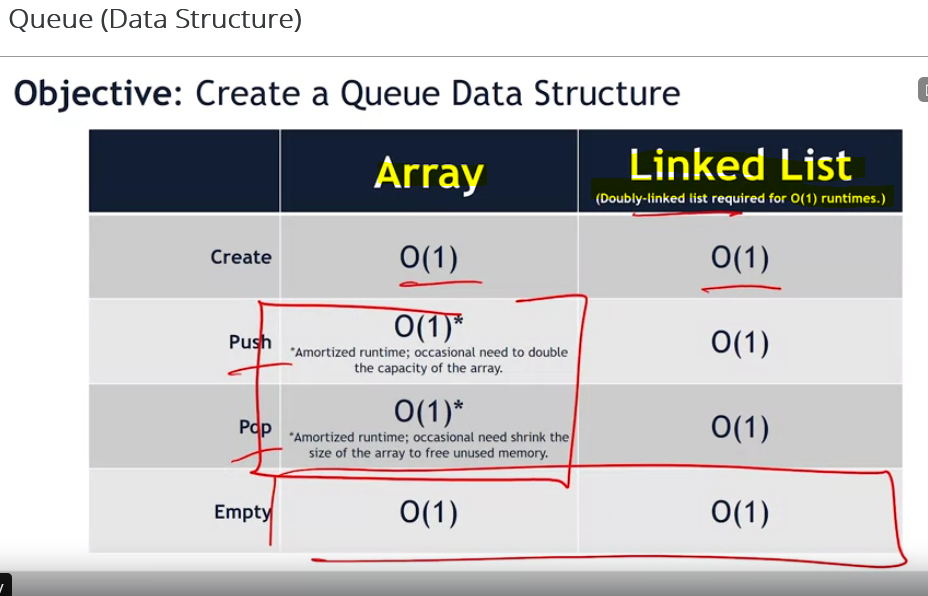 Queue (Data Structure)
Objective: Create a Queue Data Structure
Array
Linked List
(Doubly-linked list required for O(1) runtimes.)
Create
O(1)
O(1)
Push
O(1)*
*Amortized runtime; occasional need to double
the capacity of the array.
O(1)
Pop
O(1)*
*Amortized runtime; occasional need shrink the
size of the array to free unused memory.
O(1)
Empty
O(1)
O(1)